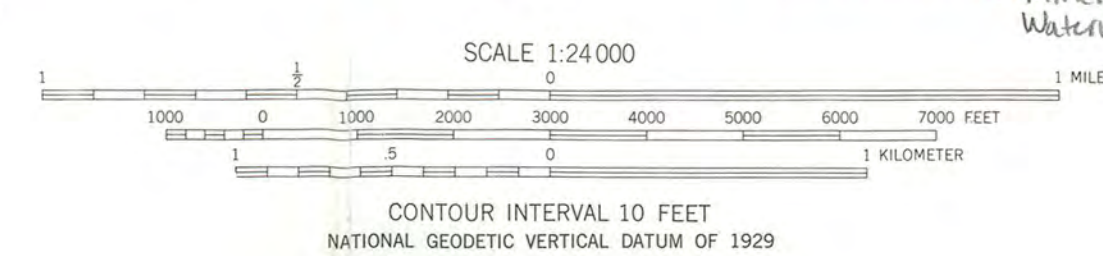 SCALE 1:24 000
1 ½ 0 1 MILE
1000 0 1000 2000 3000 4000 5000 6000 7000 FEET
1 .5 0 1 KILOMETER
CONTOUR INTERVAL 10 FEET
NATIONAL GEODETIC VERTICAL DATUM OF 1929